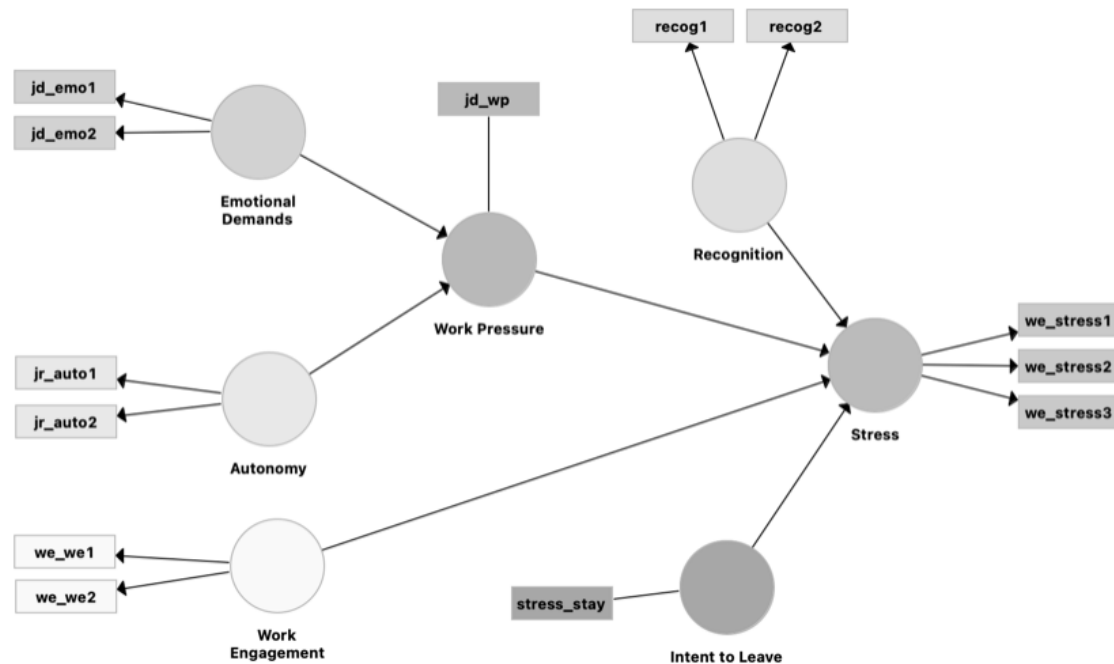 recog1
recog2
jd_emo1
jd_emo2
jd_wp
Emotional
Demands
Recognition
Work Pressure
we_stress1
we_stress2
we_stress3
jr_auto1
jr_auto2
Stress
Autonomy
we_we1
we_we2
stress_stay
Work
Engagement
Intent to Leave